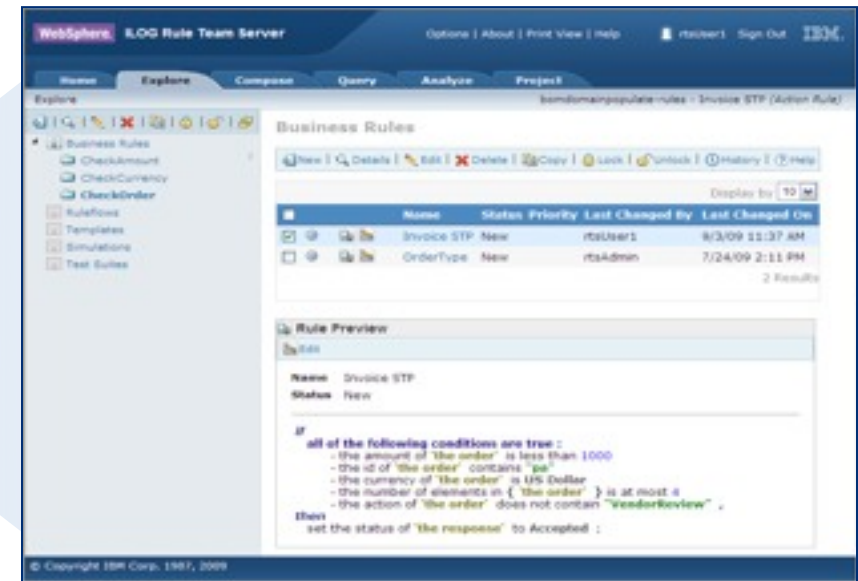 WebSphere. ILOG Rule Team Server
Options | About | Print View | Help
rtsUser1 Sign Out IBM.
Home Explore Compose Query Analyze Project
Explore
bomdomainpopulate-rules - Invoice STP (Action Rule)
Business Rules
CheckAmount
CheckCurrency
CheckOrder
Ruleflows
Templates
Simulations
Test Suites
Business Rules
New | Details | Edit | Delete | Copy | Lock | Unlock | History | Help
Display by 10
Name Status Priority Last Changed By Last Changed On
Invoice STP New rtsUser1 9/3/09 11:37 AM
OrderType New rtsAdmin 7/24/09 2:11 PM
2 Results
Rule Preview
Edit
Name Invoice STP
Status New
if
all of the following conditions are true :
- the amount of 'the order' is less than 1000
- the id of 'the order' contains "po"
- the currency of 'the order' is US Dollar
- the number of elements in { 'the order' } is at most 4
- the action of 'the order' does not contain "VendorReview" ,
then
set the status of 'the response' to Accepted ;
© Copyright IBM Corp. 1987, 2009